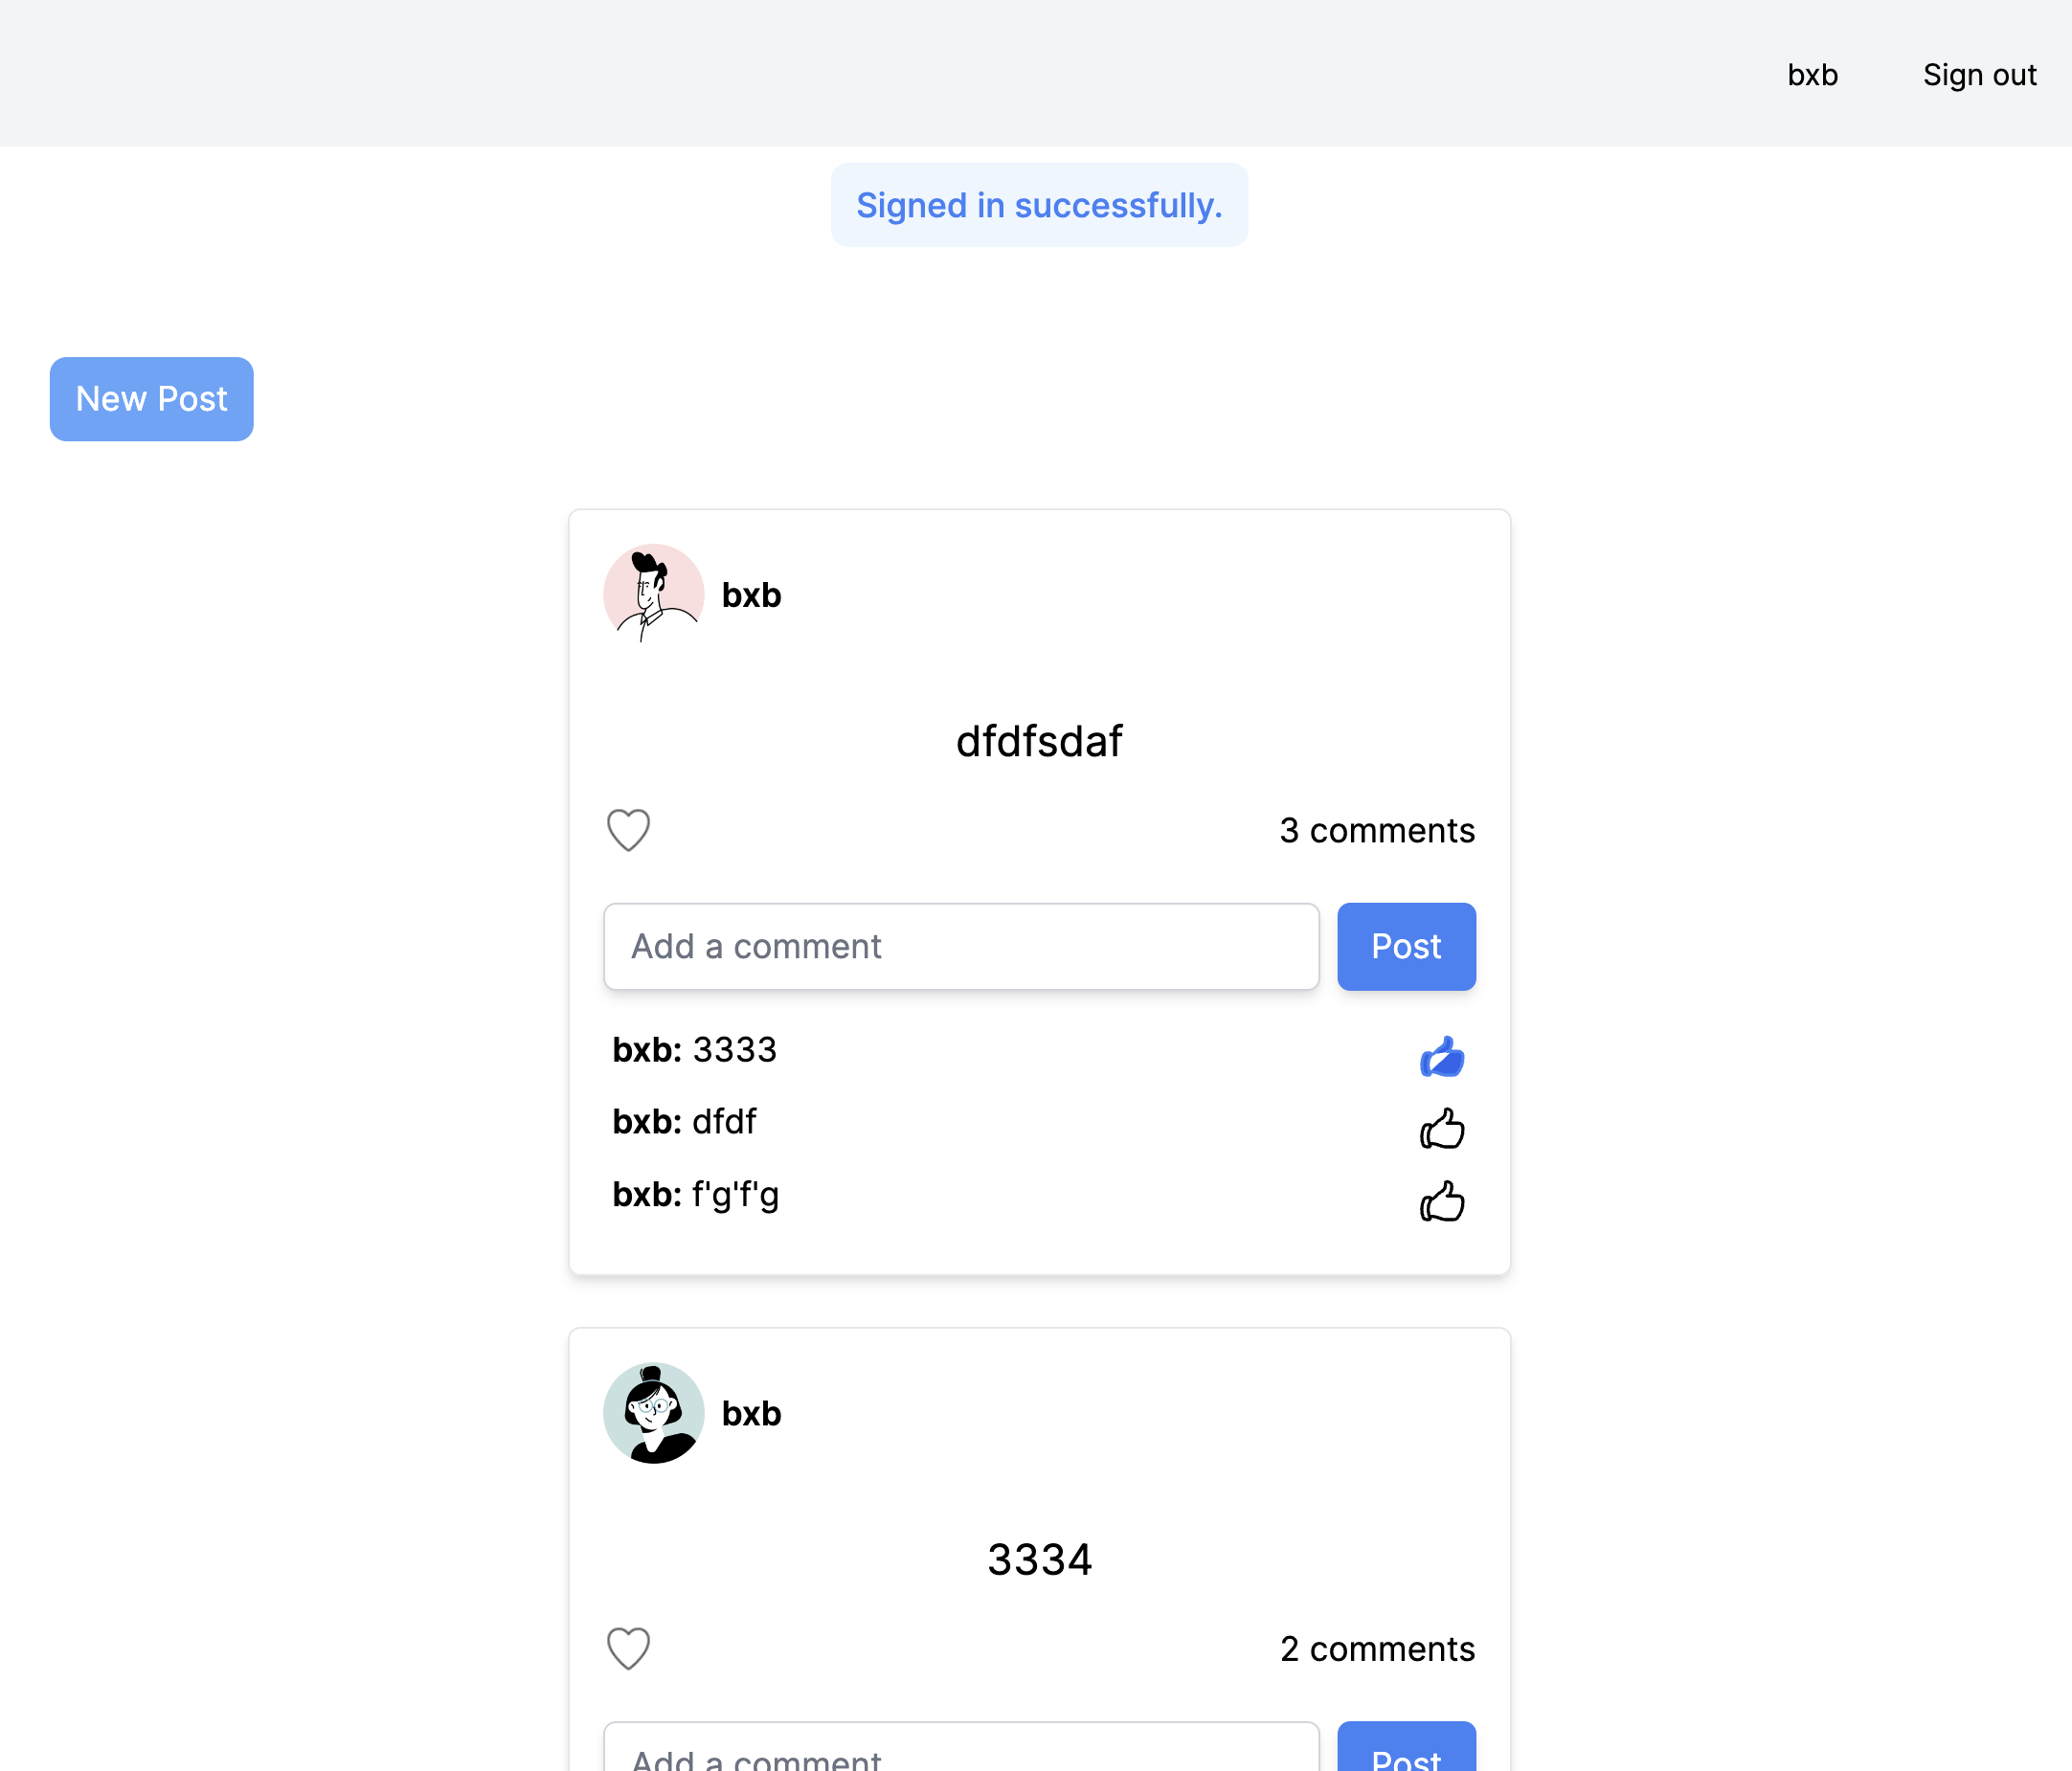 bxb Sign out
Signed in successfully.
New Post
bxb
dfdfsdaf
3 comments
Add a comment Post
bxb: 3333
bxb: dfdf
bxb: f'g'f'g
bxb
3334
2 comments
Add a comment Post